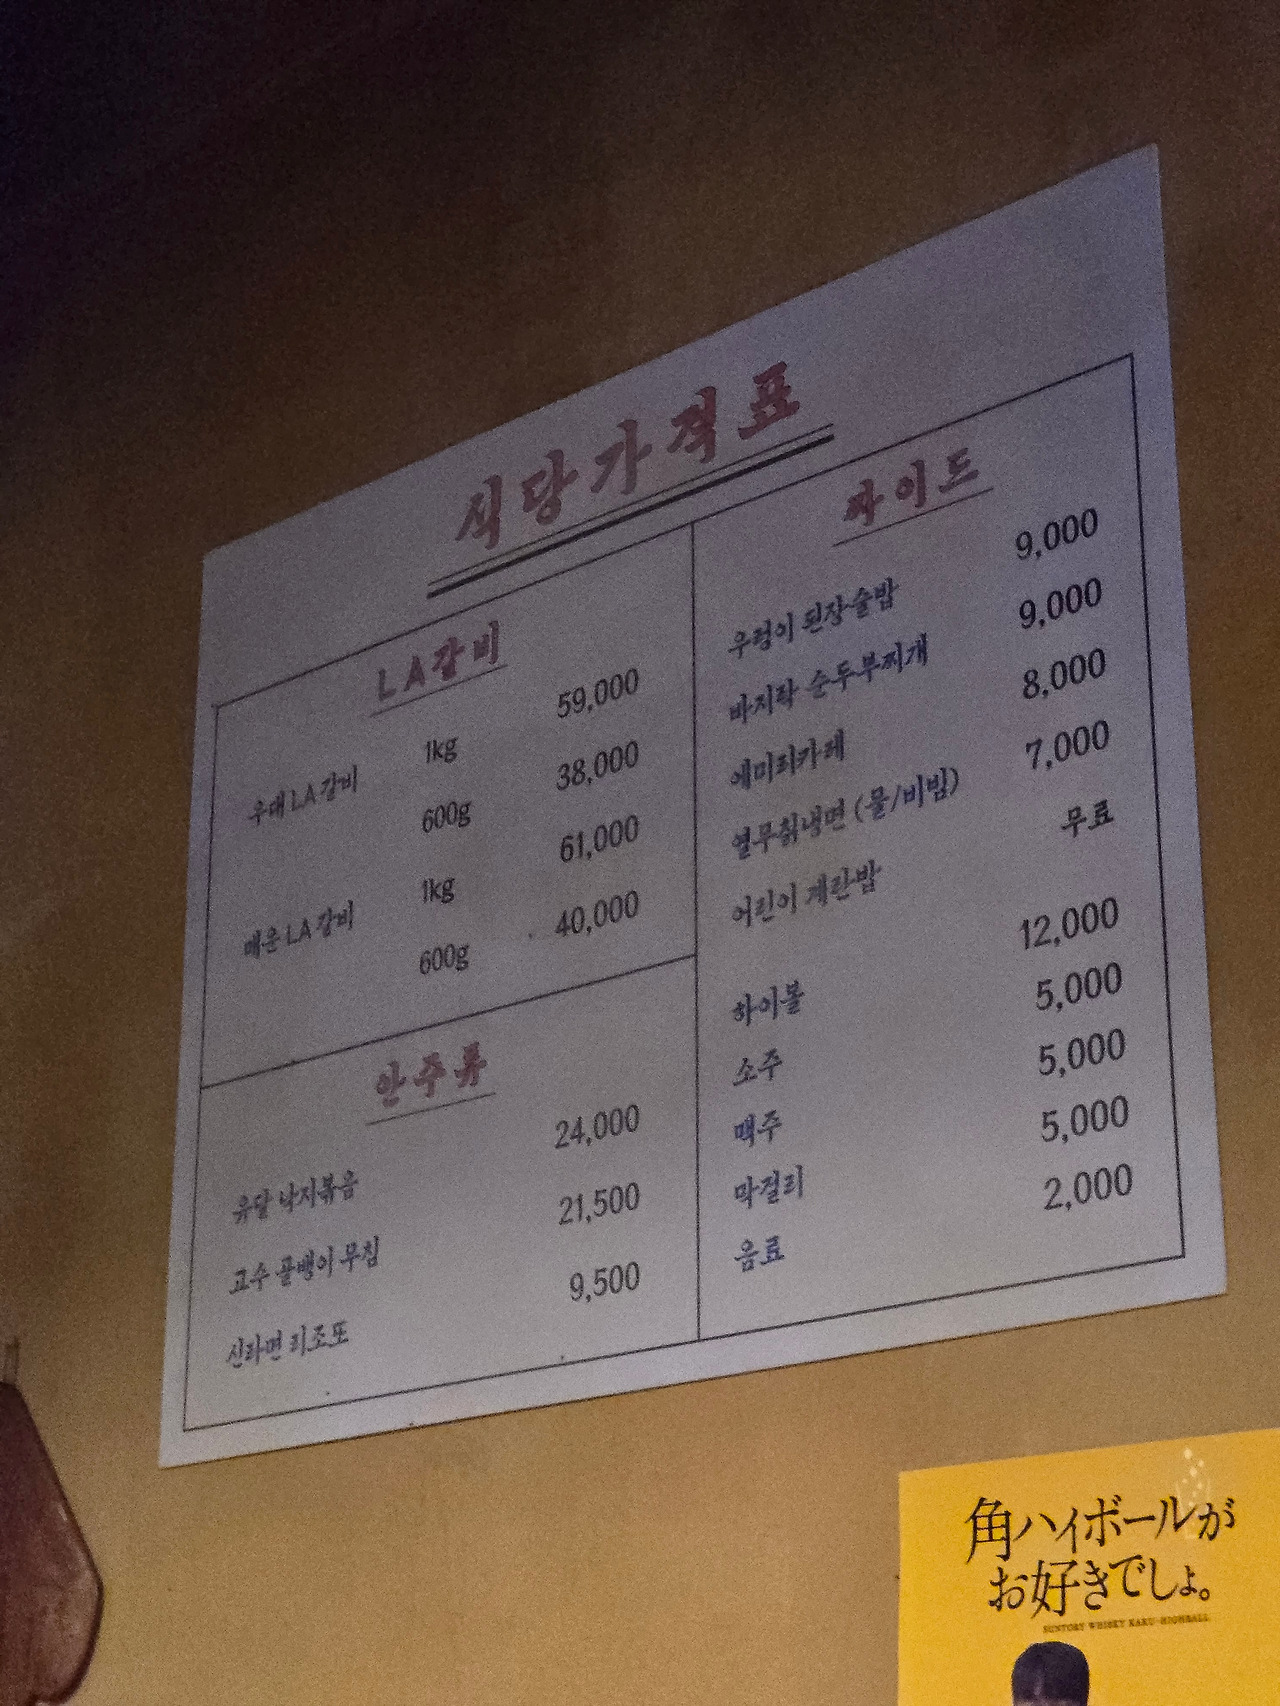 식당가격표
LA갈비
우대 LA갈비 1kg 59,000
600g 38,000
매운 LA갈비 1kg 61,000
600g 40,000
안주류
유달 낙지볶음 24,000
고수 골뱅이 무침 21,500
신라면 리조또 9,500
싸이드
우렁이 된장술밥 9,000
바지락 순두부찌개 9,000
에미리카레 8,000
열무칡냉면 (물/비빔) 7,000
어린이 계란밥 무료
하이볼 12,000
소주 5,000
맥주 5,000
막걸리 5,000
음료 2,000
角ハイボールが
お好きでしょ。
SUNTORY WHISKY KAKU-HIGHBALL